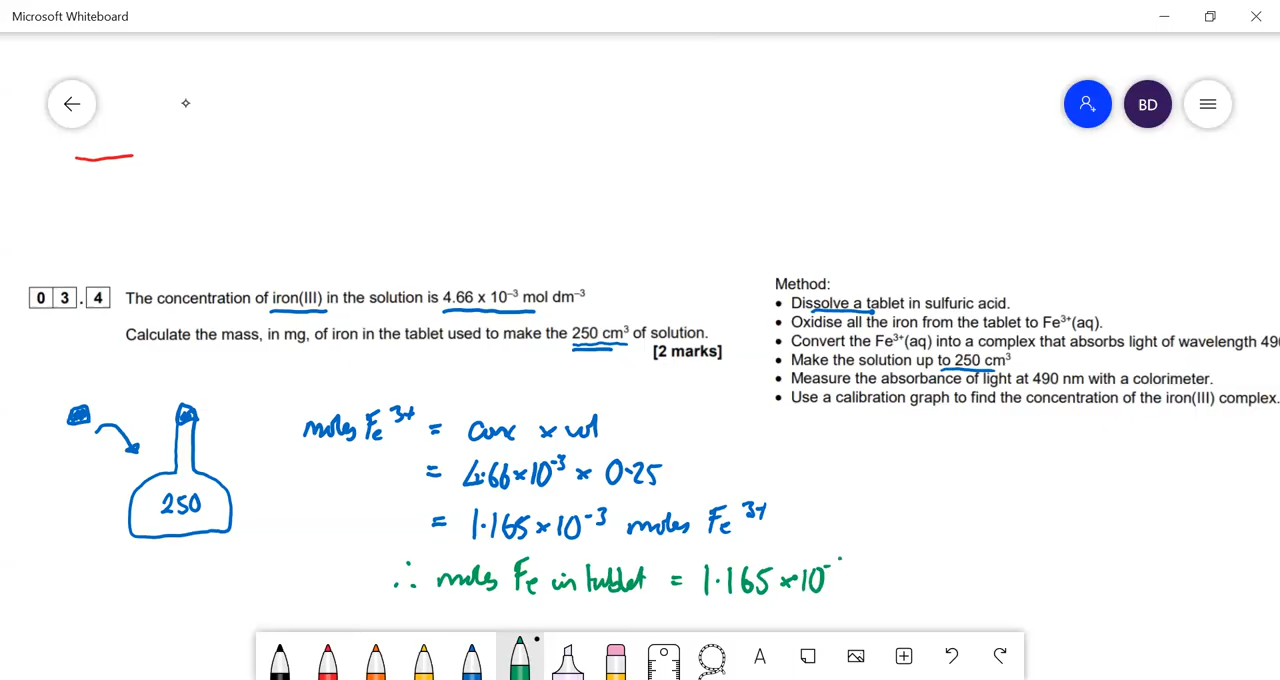 Microsoft Whiteboard
BD
03.4 The concentration of iron(III) in the solution is 4.66 x 10⁻³ mol dm⁻³
Calculate the mass, in mg, of iron in the tablet used to make the 250 cm³ of solution.
[2 marks]
Method:
• Dissolve a tablet in sulfuric acid.
• Oxidise all the iron from the tablet to Fe³⁺(aq).
• Convert the Fe³⁺(aq) into a complex that absorbs light of wavelength 49
• Make the solution up to 250 cm³
• Measure the absorbance of light at 490 nm with a colorimeter.
• Use a calibration graph to find the concentration of the iron(III) complex.
250
moles Fe³⁺ = conc × vol
= 4.66×10⁻³ × 0.25
= 1.165×10⁻³ moles Fe³⁺
∴ moles Fe in tablet = 1.165×10⁻
A